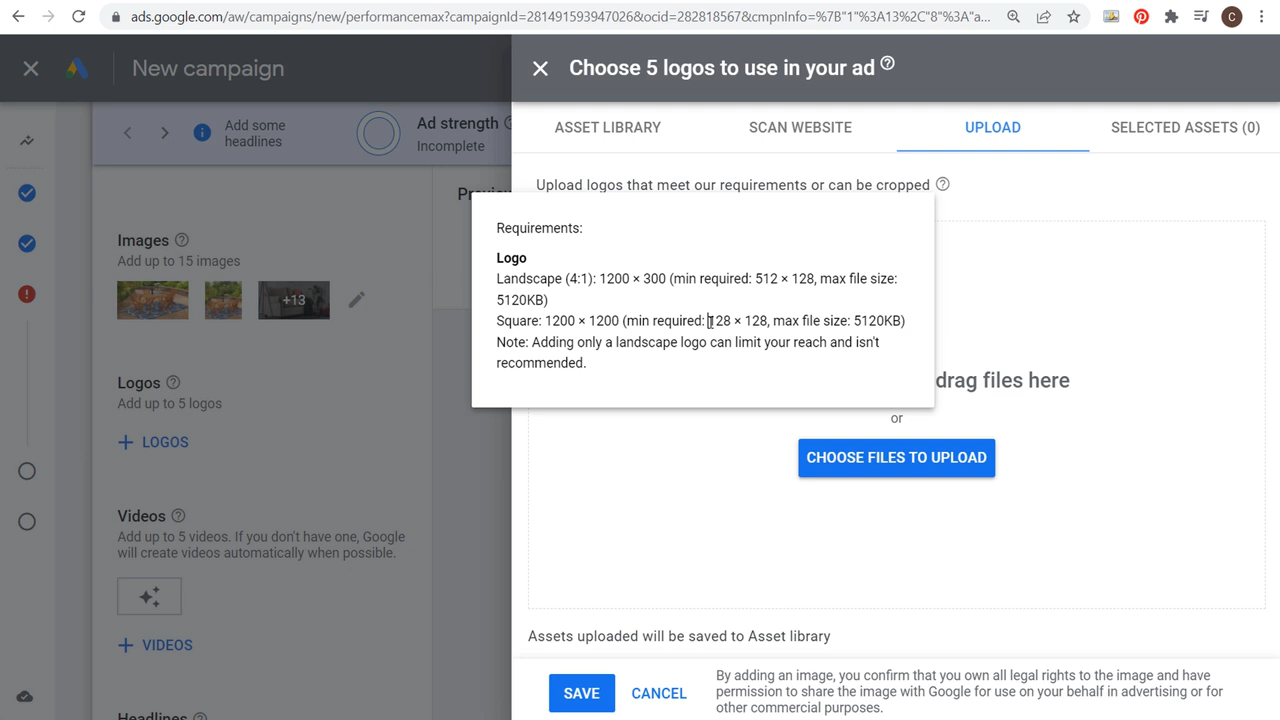 ads.google.com/aw/campaigns/new/performancemax?campaignId=281491593947026&ocid=282818567&cmpnInfo=%7B"1"%3A13%2C"8"%3A"a...
C
New campaign
Choose 5 logos to use in your ad
Add some
headlines
Ad strength
Incomplete
ASSET LIBRARY
SCAN WEBSITE
UPLOAD
SELECTED ASSETS (0)
Upload logos that meet our requirements or can be cropped
Requirements:
Logo
Landscape (4:1): 1200 × 300 (min required: 512 × 128, max file size:
5120KB)
Square: 1200 × 1200 (min required: 128 × 128, max file size: 5120KB)
Note: Adding only a landscape logo can limit your reach and isn't
recommended.
drag files here
or
CHOOSE FILES TO UPLOAD
Images
Add up to 15 images
+13
Logos
Add up to 5 logos
+ LOGOS
Videos
Add up to 5 videos. If you don't have one, Google
will create videos automatically when possible.
+ VIDEOS
Headlines
Assets uploaded will be saved to Asset library
SAVE
CANCEL
By adding an image, you confirm that you own all legal rights to the image and have
permission to share the image with Google for use on your behalf in advertising or for
other commercial purposes.